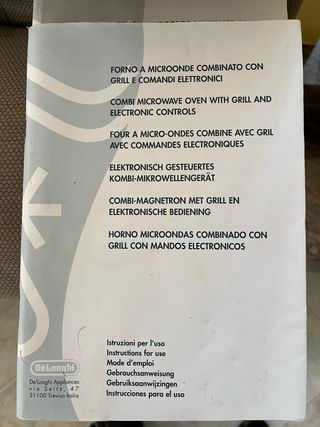 FORNO A MICROONDE COMBINATO CON
GRILL E COMANDI ELETTRONICI
COMBI MICROWAVE OVEN WITH GRILL AND
ELECTRONIC CONTROLS
FOUR A MICRO-ONDES COMBINE AVEC GRIL
AVEC COMMANDES ELECTRONIQUES
ELEKTRONISCH GESTEUERTES
KOMBI-MIKROWELLENGERÄT
COMBI-MAGNETRON MET GRILL EN
ELEKTRONISCHE BEDIENING
HORNO MICROONDAS COMBINADO CON
GRILL CON MANDOS ELECTRONICOS
Istruzioni per l'uso
Instructions for use
Mode d'emploi
Gebrauchsanweisung
Gebruiksaanwijzingen
Instrucciones para el uso
DeLonghi
De'Longhi Appliances
via Seitz, 47
31100 Treviso Italia